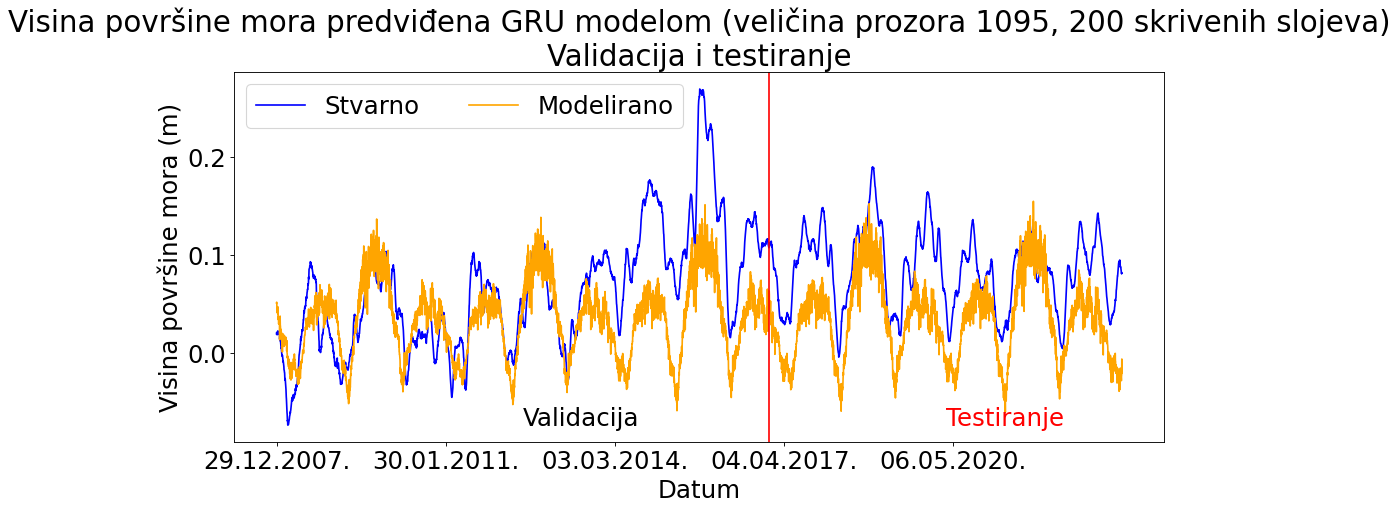 Visina površine mora predviđena GRU modelom (veličina prozora 1095, 200 skrivenih slojeva)
Validacija i testiranje
Stvarno
Modelirano
Visina površine mora (m)
0.2
0.1
0.0
Validacija
Testiranje
29.12.2007.
30.01.2011.
03.03.2014.
04.04.2017.
06.05.2020.
Datum